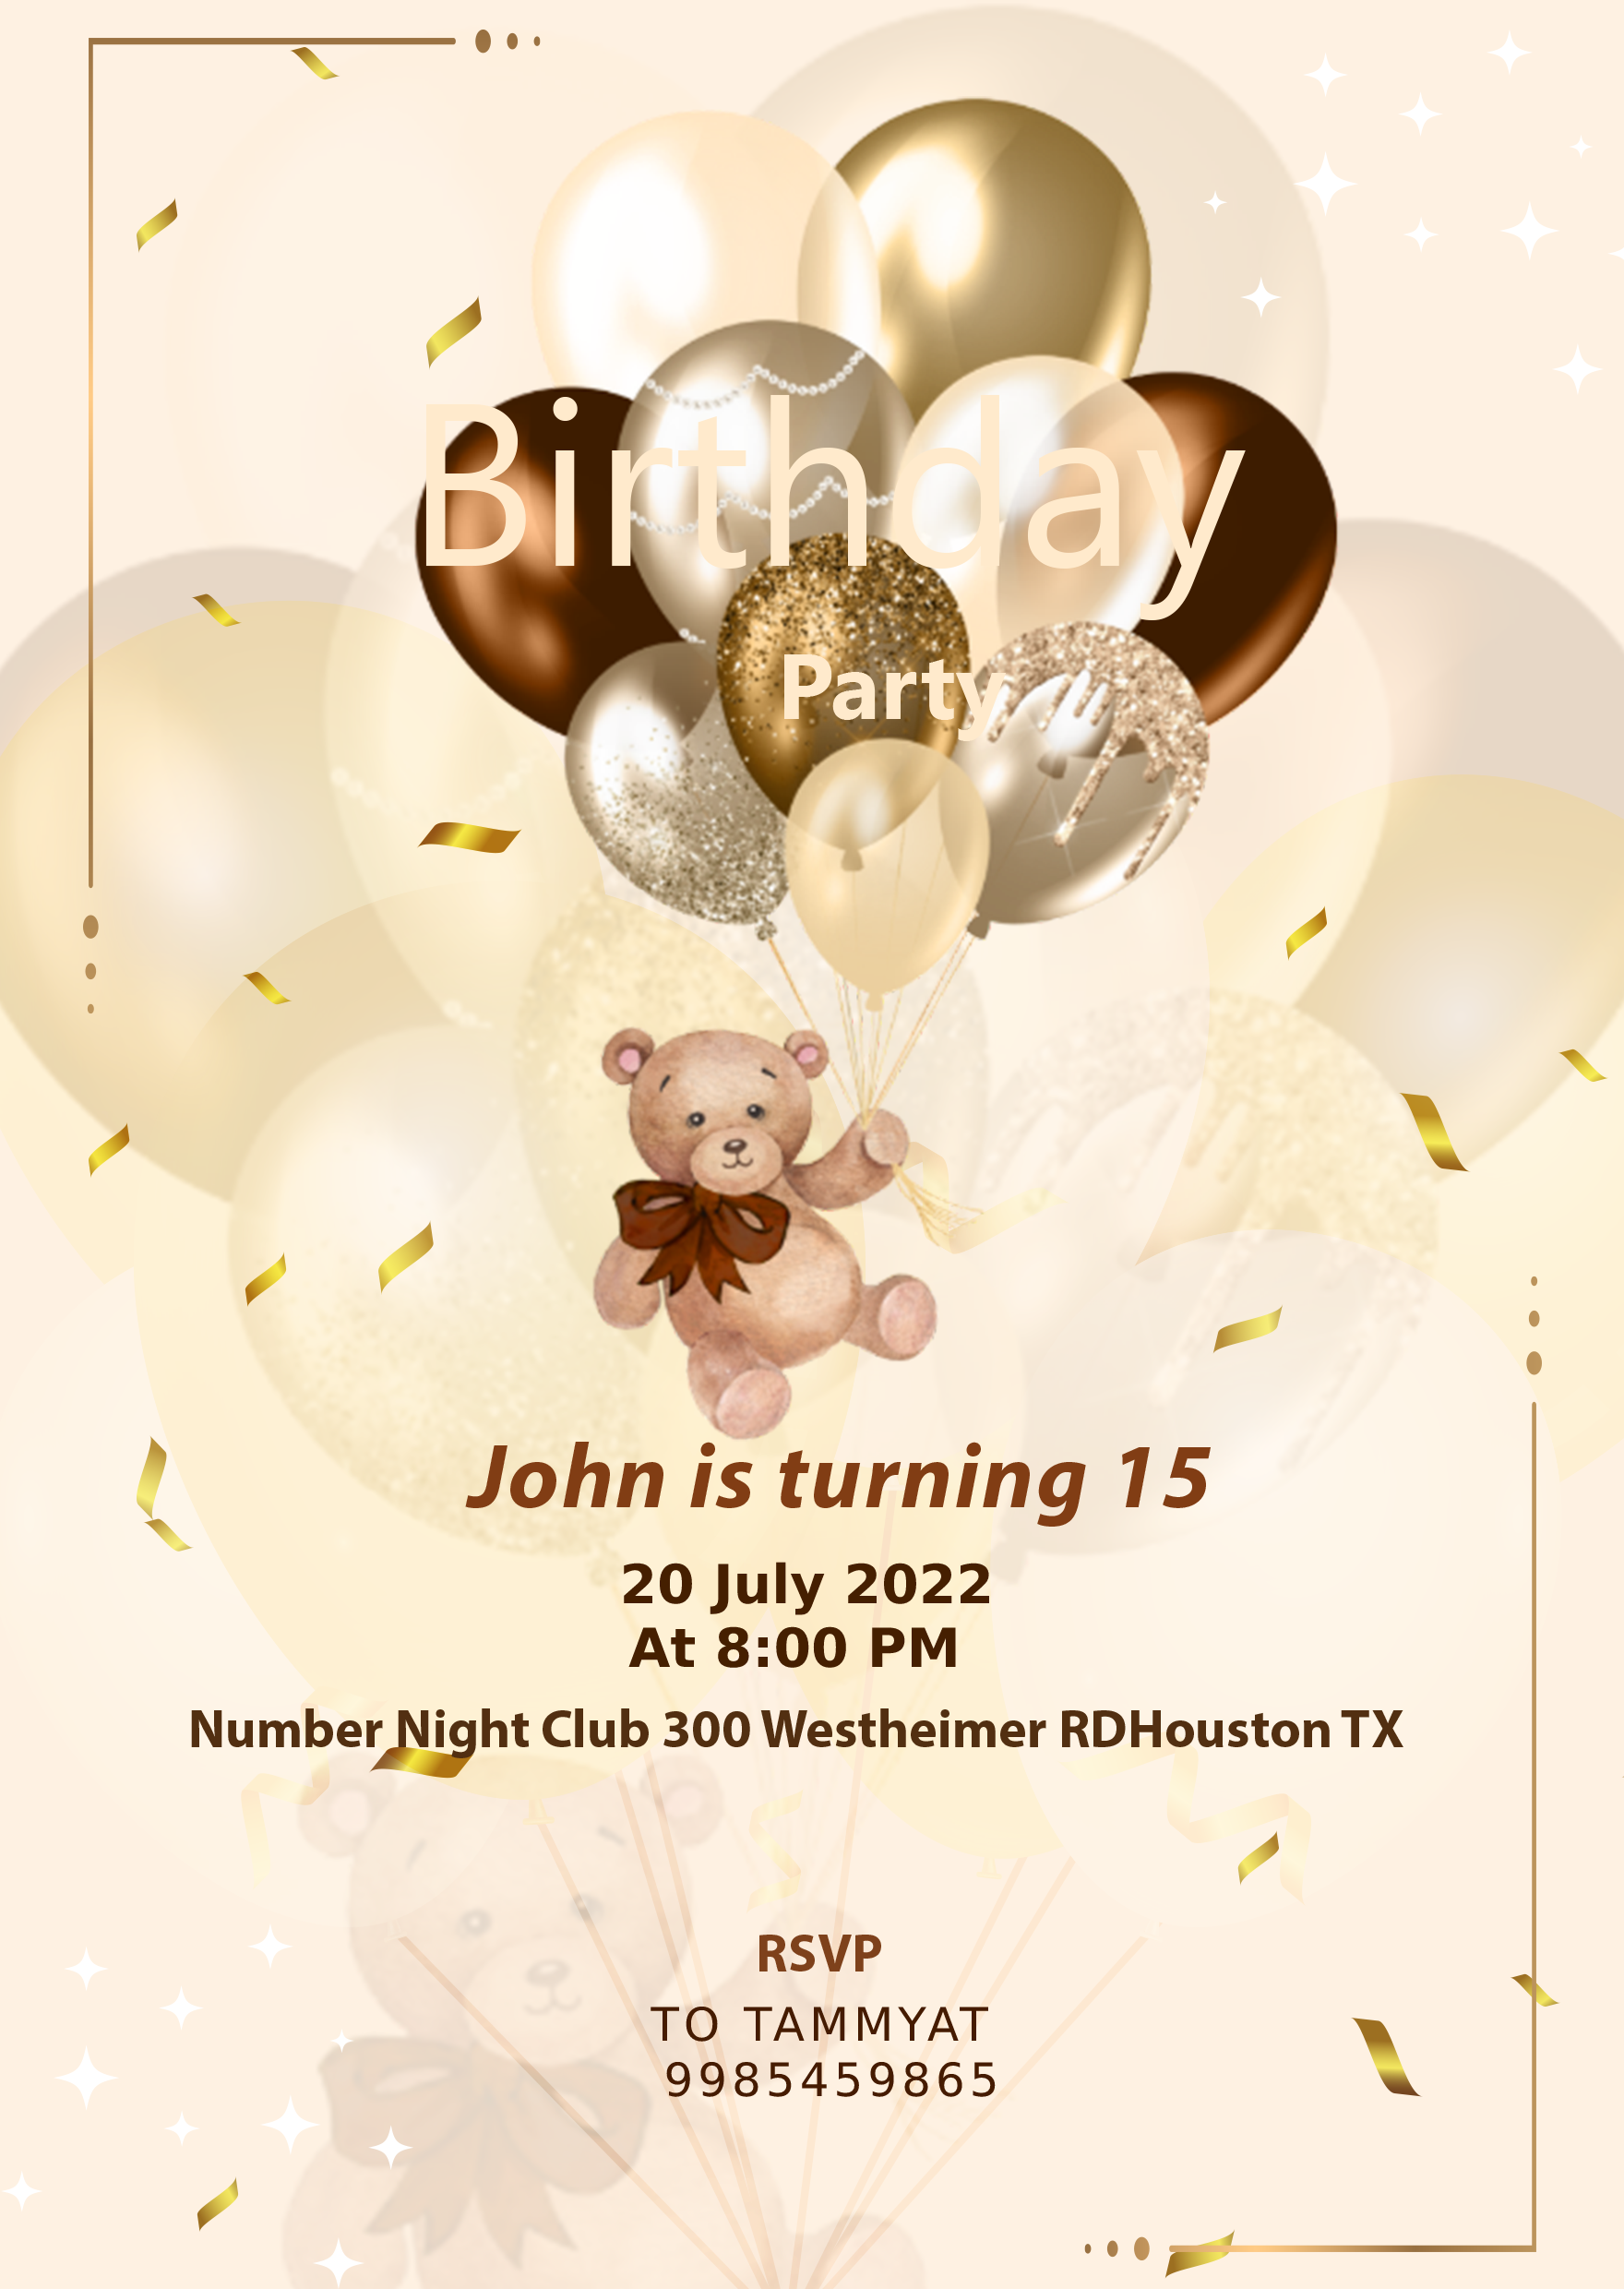 Birthday
Party
John is turning 15
20 July 2022
At 8:00 PM
Number Night Club 300 Westheimer RDHouston TX
RSVP
TO TAMMYAT
9985459865